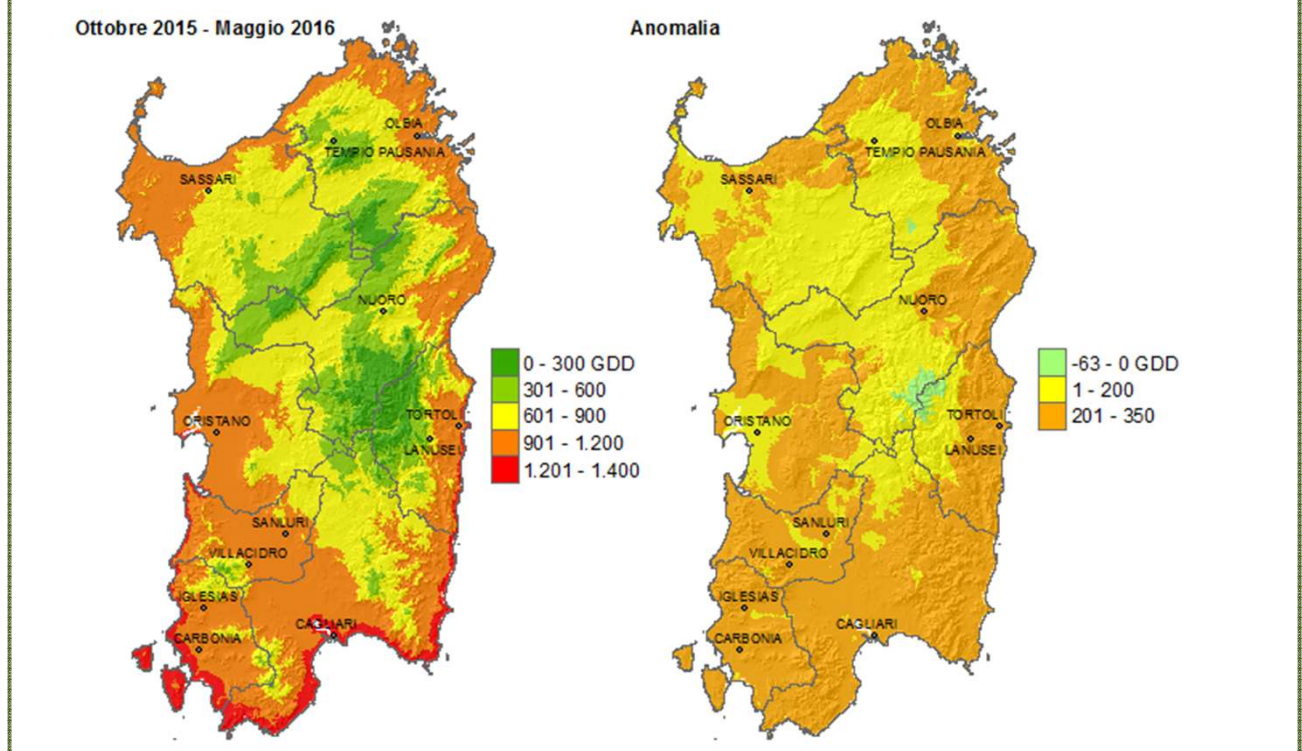 Ottobre 2015 - Maggio 2016
OLBIA
TEMPIO PAUSANIA
SASSARI
NUORO
ORISTANO
TORTOLI
LANUSEI
SANLURI
VILLACIDRO
IGLESIAS
CARBONIA
CAGLIARI
0 - 300 GDD
301 - 600
601 - 900
901 - 1.200
1.201 - 1.400
Anomalia
OLBIA
TEMPIO PAUSANIA
SASSARI
NUORO
ORISTANO
TORTOLI
LANUSEI
SANLURI
VILLACIDRO
IGLESIAS
CARBONIA
CAGLIARI
-63 - 0 GDD
1 - 200
201 - 350